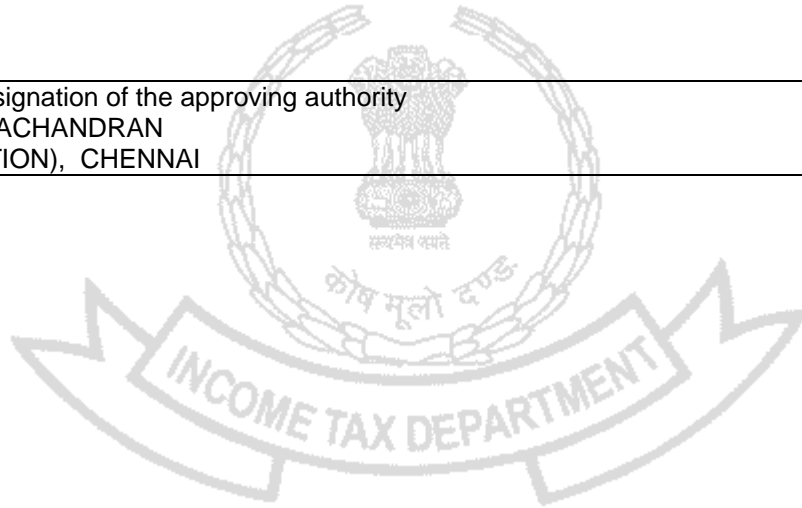 signation of the approving authority
ACHANDRAN
TION), CHENNAI
सत्यमेव जयते
कोष मूलो दण्ड:
INCOME TAX DEPARTMENT